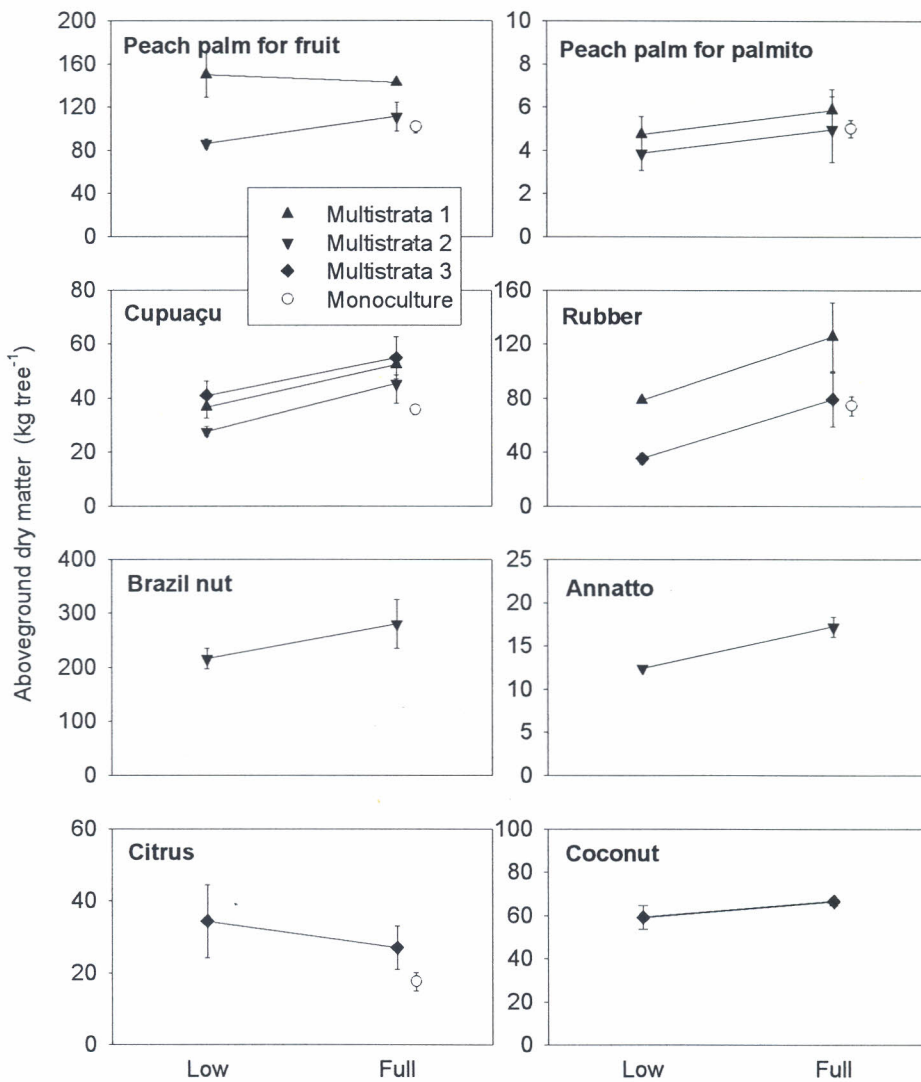 Aboveground dry matter (kg tree-1)
Peach palm for fruit
200
160
120
80
40
0
Peach palm for palmito
10
8
6
4
2
0
Multistrata 1
Multistrata 2
Multistrata 3
Monoculture
Cupuaçu
80
60
40
20
0
Rubber
160
120
80
40
0
Brazil nut
400
300
200
100
0
Annatto
25
20
15
10
5
0
Citrus
60
40
20
0
Low Full
Coconut
100
80
60
40
20
0
Low Full